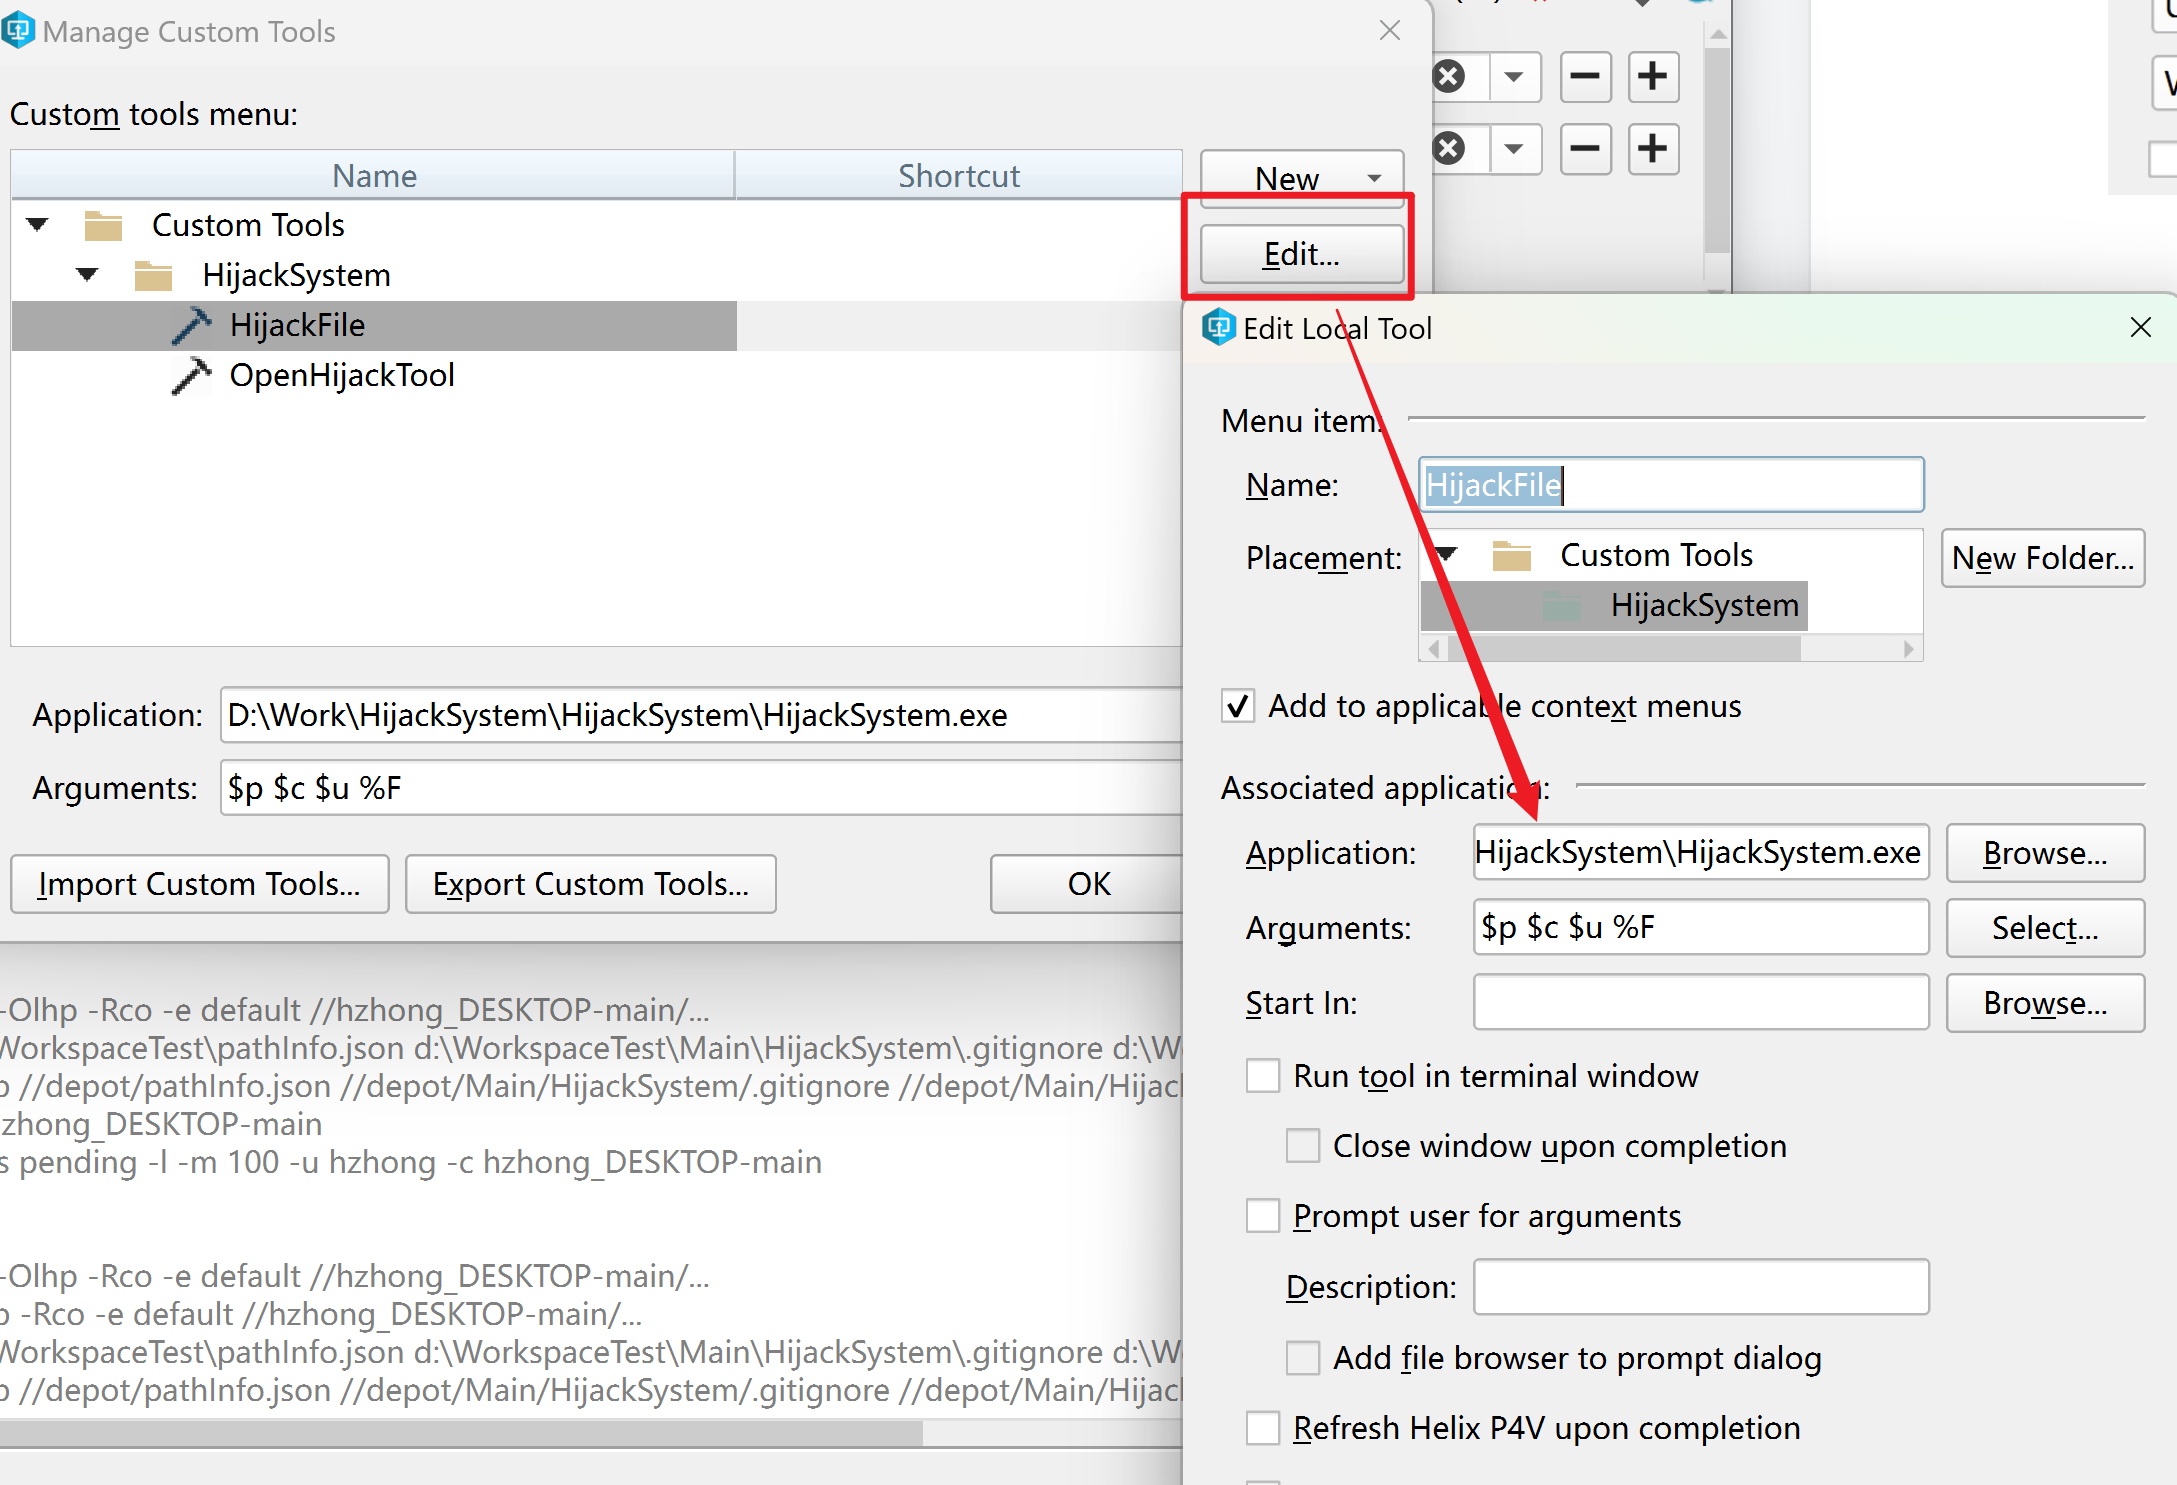 Manage Custom Tools
Custom tools menu:
Name Shortcut
Custom Tools
HijackSystem
HijackFile
OpenHijackTool
New
Edit...
Application: D:\Work\HijackSystem\HijackSystem\HijackSystem.exe
Arguments: $p $c $u %F
Import Custom Tools... Export Custom Tools... OK
-Olhp -Rco -e default //hzhong_DESKTOP-main/...
WorkspaceTest\pathInfo.json d:\WorkspaceTest\Main\HijackSystem\.gitignore d:\W
//depot/pathInfo.json //depot/Main/HijackSystem/.gitignore //depot/Main/Hijac
zhong_DESKTOP-main
s pending -l -m 100 -u hzhong -c hzhong_DESKTOP-main
-Olhp -Rco -e default //hzhong_DESKTOP-main/...
-Rco -e default //hzhong_DESKTOP-main/...
WorkspaceTest\pathInfo.json d:\WorkspaceTest\Main\HijackSystem\.gitignore d:\W
//depot/pathInfo.json //depot/Main/HijackSystem/.gitignore //depot/Main/Hijac
Edit Local Tool
Menu item:
Name: HijackFile
Placement: Custom Tools New Folder...
HijackSystem
Add to applicable context menus
Associated application:
Application: HijackSystem\HijackSystem.exe Browse...
Arguments: $p $c $u %F Select...
Start In: Browse...
Run tool in terminal window
Close window upon completion
Prompt user for arguments
Description:
Add file browser to prompt dialog
Refresh Helix P4V upon completion